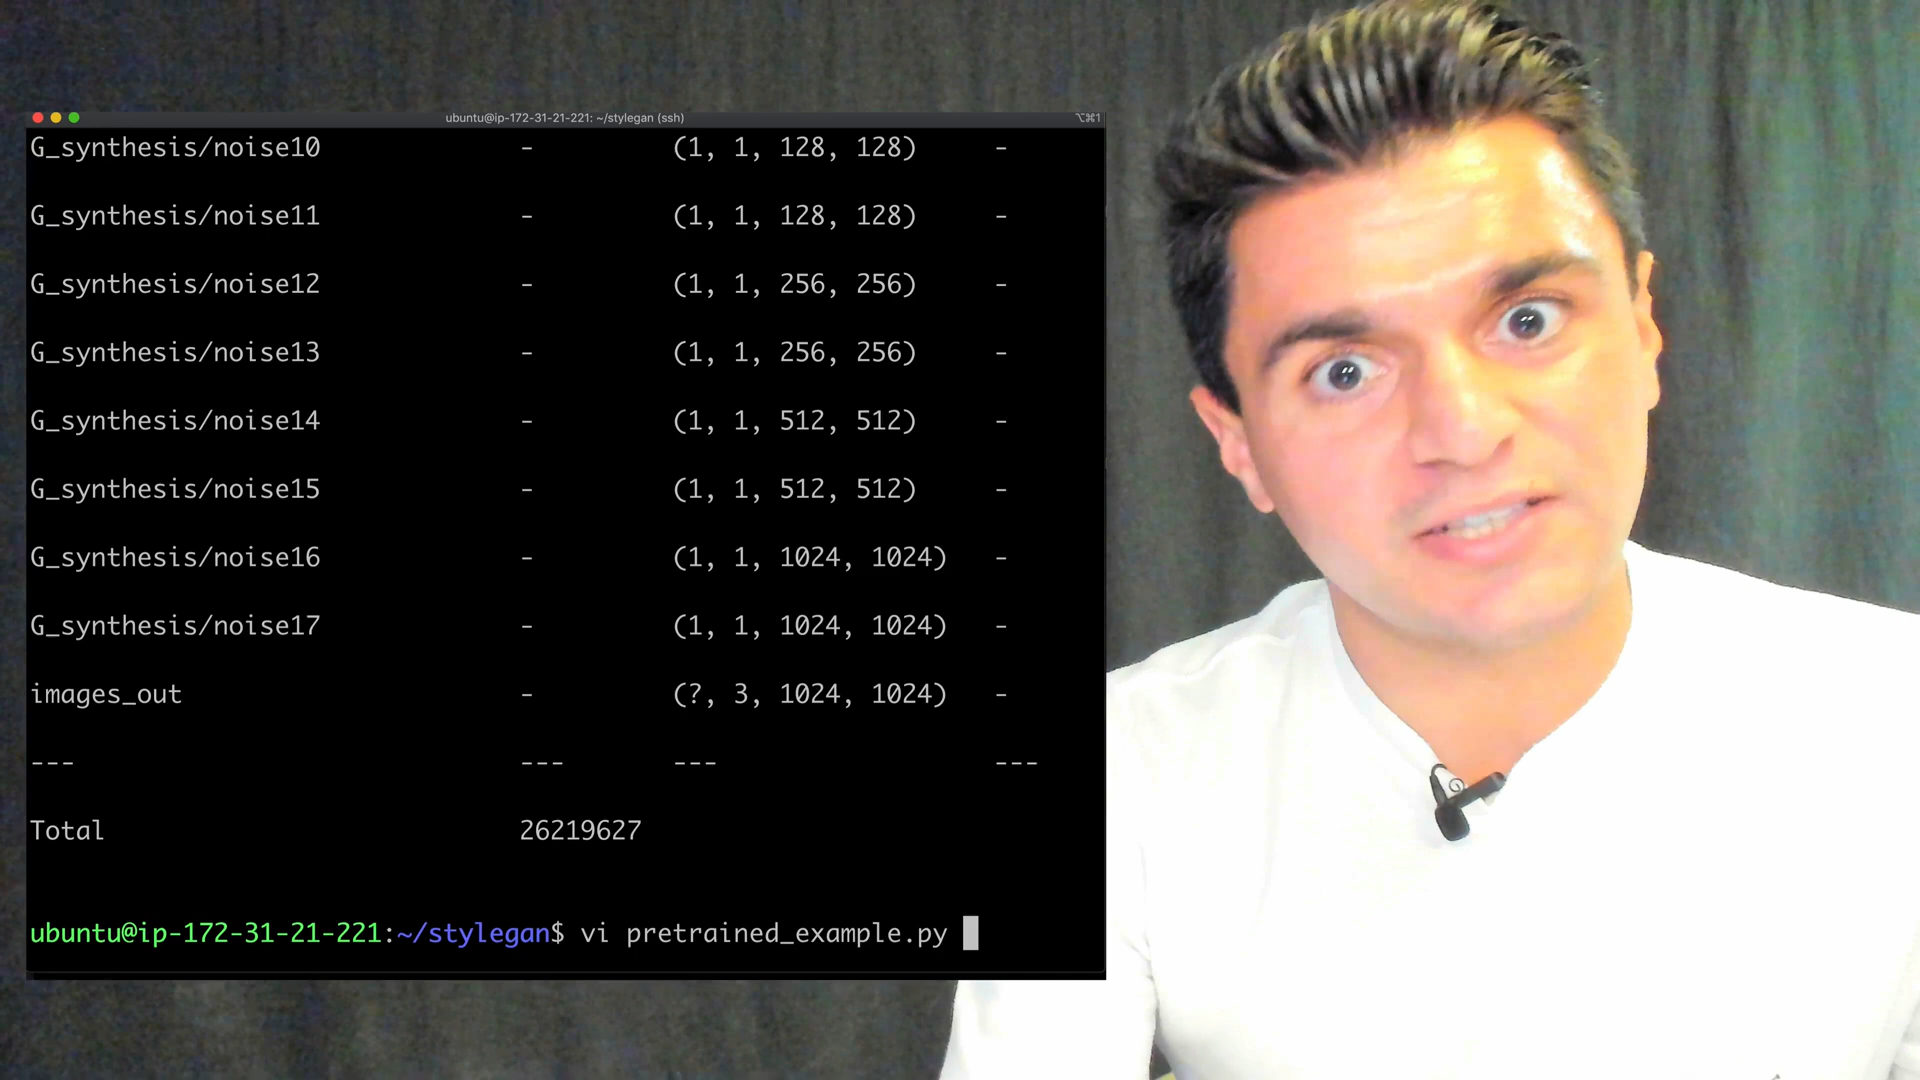 ubuntu@ip-172-31-21-221: ~/stylegan (ssh) ⌥⌘1
G_synthesis/noise10 - (1, 1, 128, 128) -
G_synthesis/noise11 - (1, 1, 128, 128) -
G_synthesis/noise12 - (1, 1, 256, 256) -
G_synthesis/noise13 - (1, 1, 256, 256) -
G_synthesis/noise14 - (1, 1, 512, 512) -
G_synthesis/noise15 - (1, 1, 512, 512) -
G_synthesis/noise16 - (1, 1, 1024, 1024) -
G_synthesis/noise17 - (1, 1, 1024, 1024) -
images_out - (?, 3, 1024, 1024) -
--- --- --- ---
Total 26219627
ubuntu@ip-172-31-21-221:~/stylegan$ vi pretrained_example.py